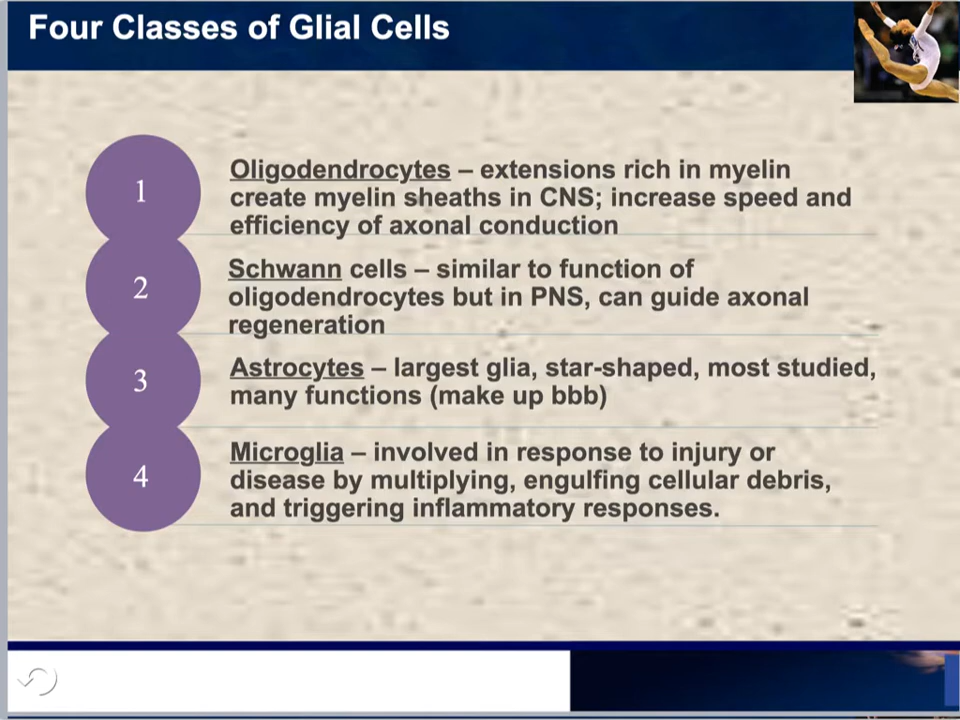 Four Classes of Glial Cells
1
Oligodendrocytes – extensions rich in myelin
create myelin sheaths in CNS; increase speed and
efficiency of axonal conduction
2
Schwann cells – similar to function of
oligodendrocytes but in PNS, can guide axonal
regeneration
3
Astrocytes – largest glia, star-shaped, most studied,
many functions (make up bbb)
4
Microglia – involved in response to injury or
disease by multiplying, engulfing cellular debris,
and triggering inflammatory responses.